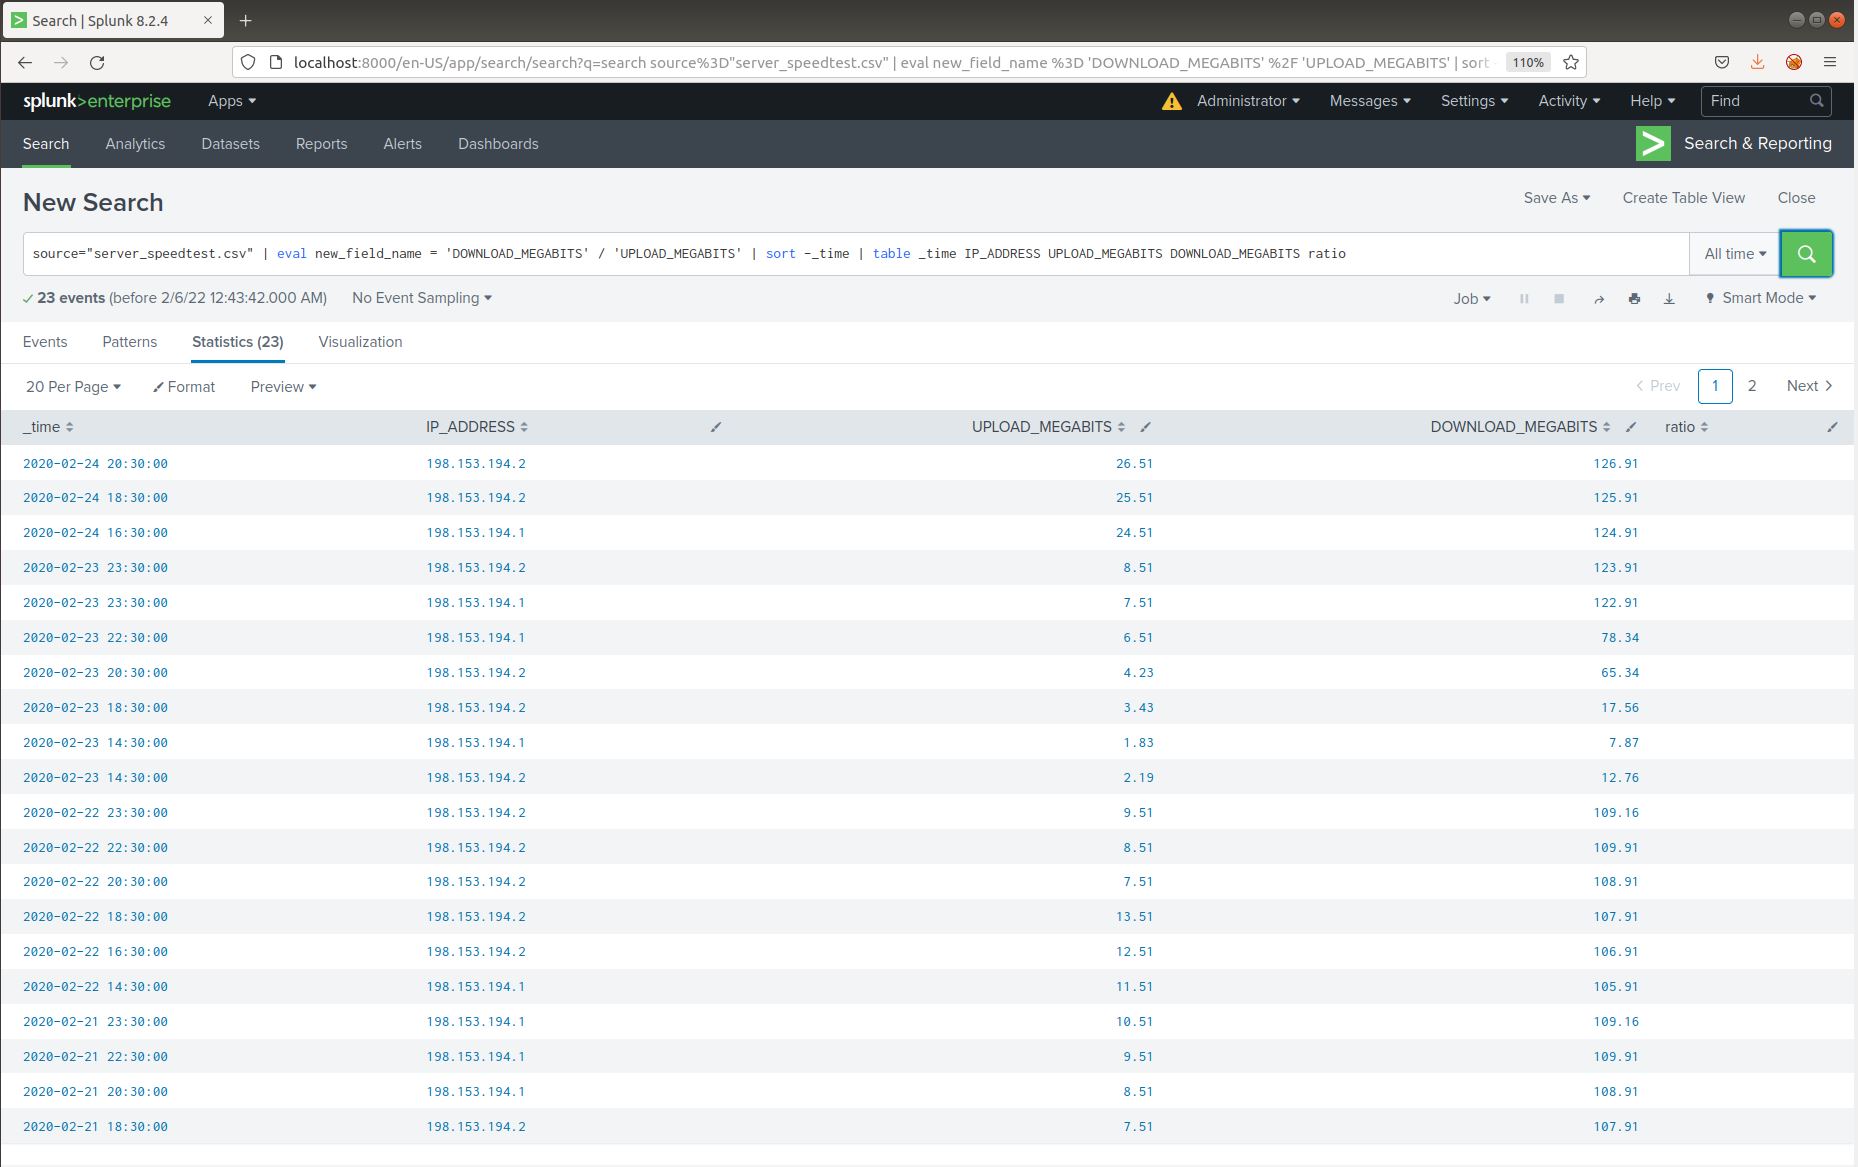 Search | Splunk 8.2.4
localhost:8000/en-US/app/search/search?q=search source%3D"server_speedtest.csv" | eval new_field_name %3D 'DOWNLOAD_MEGABITS' %2F 'UPLOAD_MEGABITS' | sort 110%
splunk>enterprise Apps Administrator Messages Settings Activity Help Find
Search Analytics Datasets Reports Alerts Dashboards Search & Reporting
New Search Save As Create Table View Close
source="server_speedtest.csv" | eval new_field_name = 'DOWNLOAD_MEGABITS' / 'UPLOAD_MEGABITS' | sort -_time | table _time IP_ADDRESS UPLOAD_MEGABITS DOWNLOAD_MEGABITS ratio All time
23 events (before 2/6/22 12:43:42.000 AM) No Event Sampling Job Smart Mode
Events Patterns Statistics (23) Visualization
20 Per Page Format Preview Prev 1 2 Next
_time IP_ADDRESS UPLOAD_MEGABITS DOWNLOAD_MEGABITS ratio
2020-02-24 20:30:00 198.153.194.2 26.51 126.91
2020-02-24 18:30:00 198.153.194.2 25.51 125.91
2020-02-24 16:30:00 198.153.194.1 24.51 124.91
2020-02-23 23:30:00 198.153.194.2 8.51 123.91
2020-02-23 23:30:00 198.153.194.1 7.51 122.91
2020-02-23 22:30:00 198.153.194.1 6.51 78.34
2020-02-23 20:30:00 198.153.194.2 4.23 65.34
2020-02-23 18:30:00 198.153.194.2 3.43 17.56
2020-02-23 14:30:00 198.153.194.1 1.83 7.87
2020-02-23 14:30:00 198.153.194.2 2.19 12.76
2020-02-22 23:30:00 198.153.194.2 9.51 109.16
2020-02-22 22:30:00 198.153.194.2 8.51 109.91
2020-02-22 20:30:00 198.153.194.2 7.51 108.91
2020-02-22 18:30:00 198.153.194.2 13.51 107.91
2020-02-22 16:30:00 198.153.194.2 12.51 106.91
2020-02-22 14:30:00 198.153.194.1 11.51 105.91
2020-02-21 23:30:00 198.153.194.1 10.51 109.16
2020-02-21 22:30:00 198.153.194.1 9.51 109.91
2020-02-21 20:30:00 198.153.194.1 8.51 108.91
2020-02-21 18:30:00 198.153.194.2 7.51 107.91